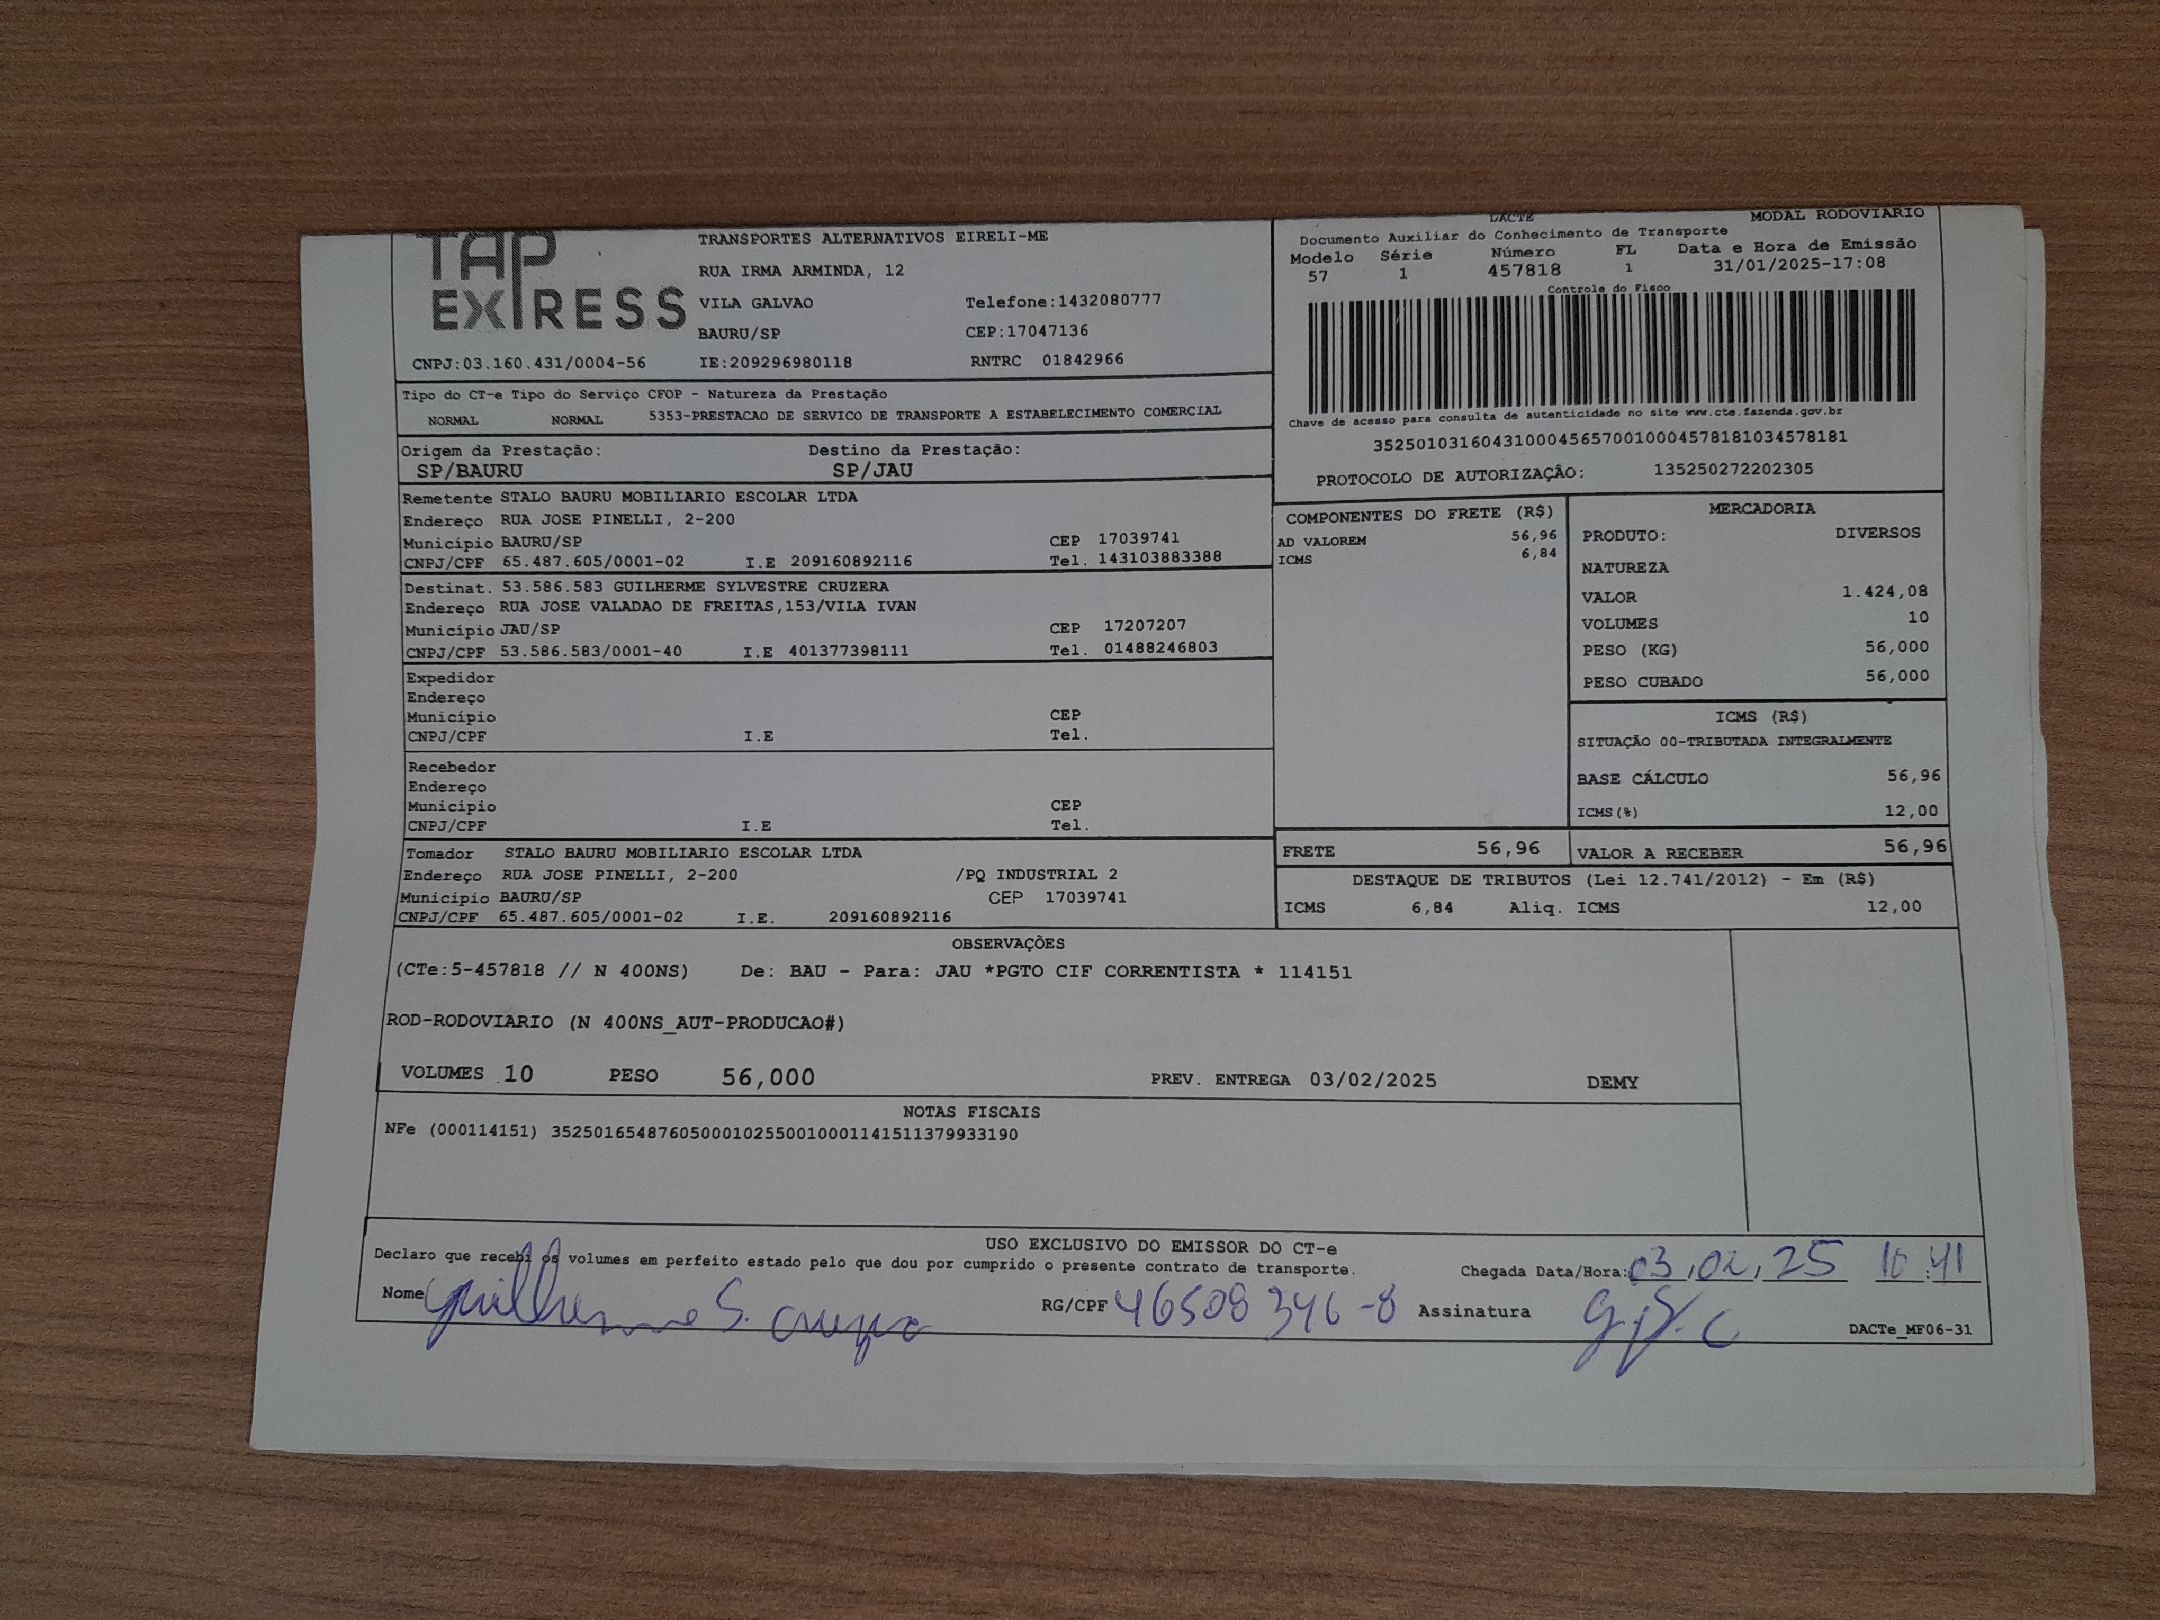 TAP
EXPRESS
TRANSPORTES ALTERNATIVOS EIRELI-ME
RUA IRMA ARMINDA, 12
VILA GALVAO Telefone:1432080777
BAURU/SP CEP:17047136
CNPJ:03.160.431/0004-56 IE:209296980118 RNTRC 01842966
DACTE MODAL RODOVIÁRIO
Documento Auxiliar do Conhecimento de Transporte
Modelo Série Número FL Data e Hora de Emissão
57 1 457818 1 31/01/2025-17:08
Controle do Fisco
Chave de acesso para consulta de autenticidade no site www.cte.fazenda.gov.br
35250103160431000456570010004578181034578181
PROTOCOLO DE AUTORIZAÇÃO: 135250272202305
Tipo do CT-e Tipo do Serviço CFOP - Natureza da Prestação
NORMAL NORMAL 5353-PRESTACAO DE SERVICO DE TRANSPORTE A ESTABELECIMENTO COMERCIAL
Origem da Prestação: Destino da Prestação:
SP/BAURU SP/JAU
Remetente STALO BAURU MOBILIARIO ESCOLAR LTDA
Endereço RUA JOSE PINELLI, 2-200
Município BAURU/SP CEP 17039741
CNPJ/CPF 65.487.605/0001-02 I.E 209160892116 Tel. 143103883388
Destinat. 53.586.583 GUILHERME SYLVESTRE CRUZERA
Endereço RUA JOSE VALADAO DE FREITAS,153/VILA IVAN
Município JAU/SP CEP 17207207
CNPJ/CPF 53.586.583/0001-40 I.E 401377398111 Tel. 01488246803
Expedidor
Endereço
Município CEP
CNPJ/CPF I.E Tel.
Recebedor
Endereço
Município CEP
CNPJ/CPF I.E Tel.
Tomador STALO BAURU MOBILIARIO ESCOLAR LTDA
Endereço RUA JOSE PINELLI, 2-200 /PQ INDUSTRIAL 2
Município BAURU/SP CEP 17039741
CNPJ/CPF 65.487.605/0001-02 I.E. 209160892116
COMPONENTES DO FRETE (R$)
AD VALOREM 56,96
ICMS 6,84
MERCADORIA
PRODUTO: DIVERSOS
NATUREZA
VALOR 1.424,08
VOLUMES 10
PESO (KG) 56,000
PESO CUBADO 56,000
ICMS (R$)
SITUAÇÃO 00-TRIBUTADA INTEGRALMENTE
BASE CÁLCULO 56,96
ICMS(%) 12,00
FRETE 56,96 VALOR A RECEBER 56,96
DESTAQUE DE TRIBUTOS (Lei 12.741/2012) - Em (R$)
ICMS 6,84 Aliq. ICMS 12,00
OBSERVAÇÕES
(CTe:5-457818 // N 400NS) De: BAU - Para: JAU *PGTO CIF CORRENTISTA * 114151
ROD-RODOVIARIO (N 400NS_AUT-PRODUCAO#)
VOLUMES 10 PESO 56,000 PREV. ENTREGA 03/02/2025 DEMY
NOTAS FISCAIS
NFe (000114151) 35250165487605000102550010001141511379933190
USO EXCLUSIVO DO EMISSOR DO CT-e
Declaro que recebi os volumes em perfeito estado pelo que dou por cumprido o presente contrato de transporte. Chegada Data/Hora: 03,02,25 10:41
Nome Guilherme S. RG/CPF 46508346-8 Assinatura G.S.C
DACTe_MF06-31